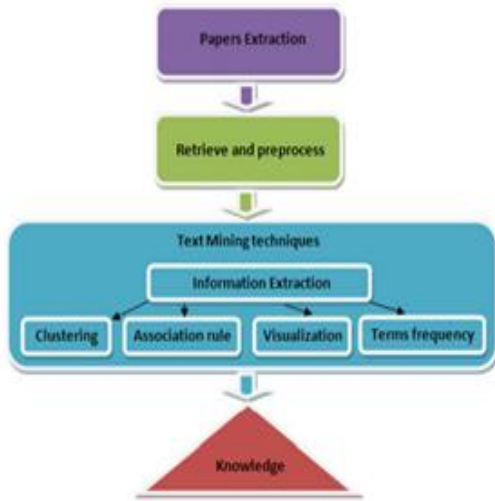 Papers Extraction
Retrieve and preprocess
Text Mining techniques
Information Extraction
Clustering
Association rule
Visualization
Terms frequency
Knowledge